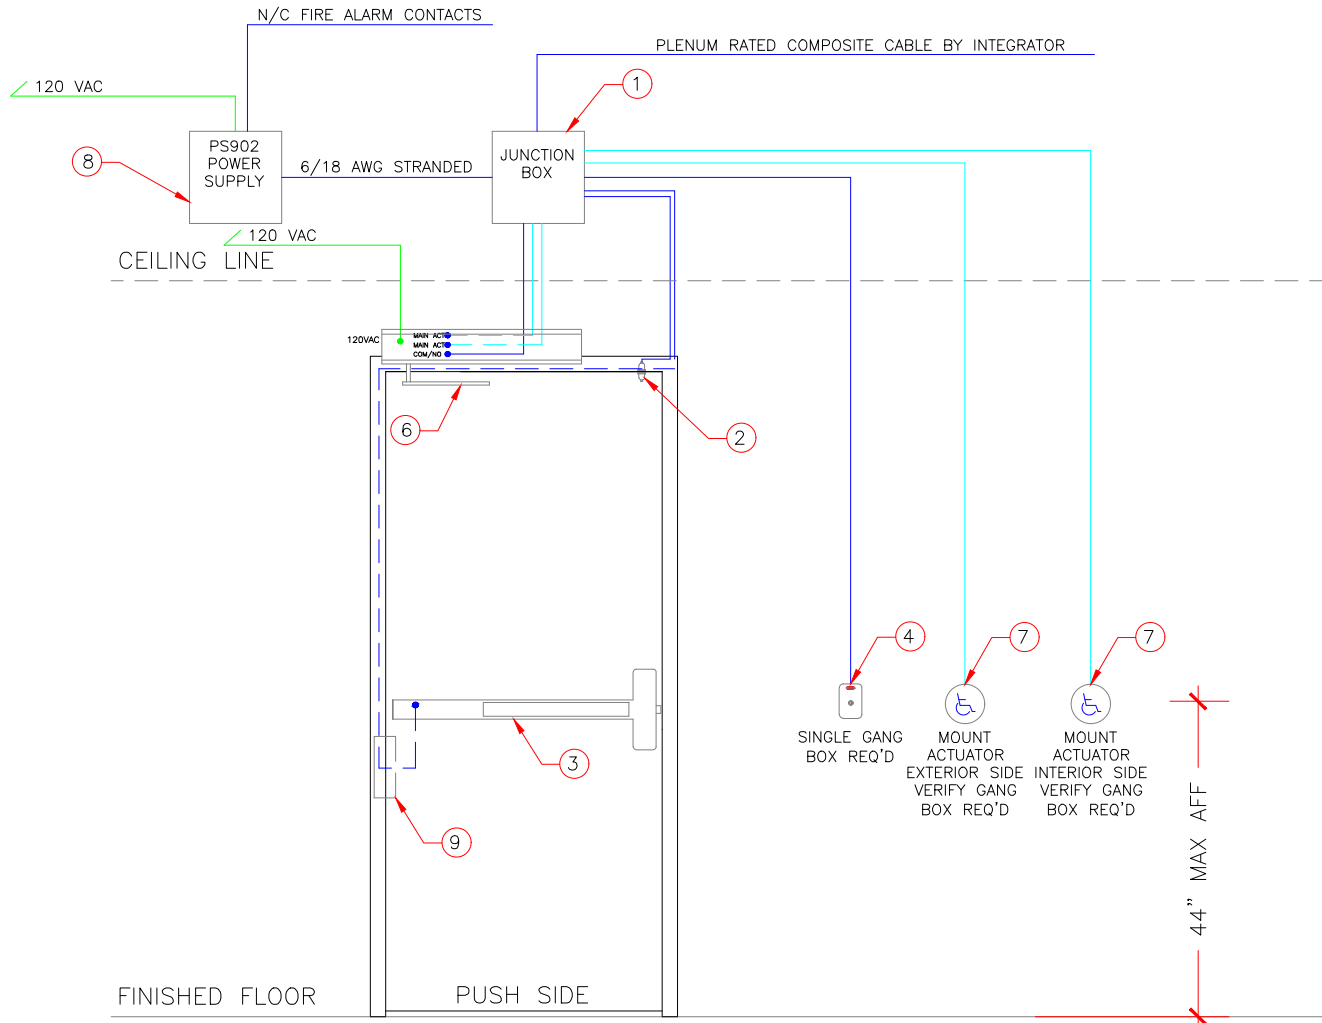 N/C FIRE ALARM CONTACTS
PLENUM RATED COMPOSITE CABLE BY INTEGRATOR
120 VAC
1
PS902
POWER
SUPPLY
8
6/18 AWG STRANDED
JUNCTION
BOX
120 VAC
CEILING LINE
120VAC
MAIN ACT
MAIN ACT
COM/NO
6
2
4
7
7
3
SINGLE GANG
BOX REQ'D
MOUNT
ACTUATOR
EXTERIOR SIDE
VERIFY GANG
BOX REQ'D
MOUNT
ACTUATOR
INTERIOR SIDE
VERIFY GANG
BOX REQ'D
9
44" MAX AFF
FINISHED FLOOR
PUSH SIDE